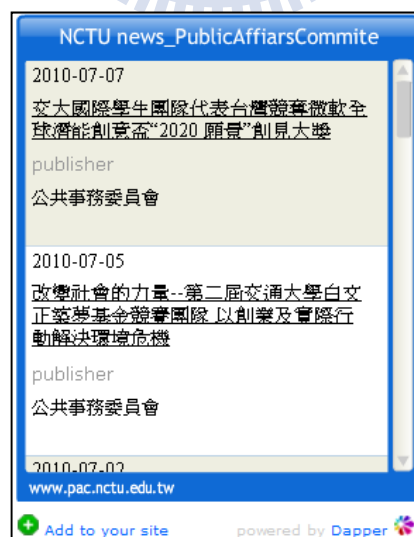 NCTU news_PublicAffiarsCommite
2010-07-07
交大國際學生團隊代表台灣競奪微軟全
球潛能創意盃“2020 願景”創見大獎
publisher
公共事務委員會
2010-07-05
改變社會的力量--第二屆交通大學白文
正築夢基金競賽團隊 以創業及實際行
動解決環境危機
publisher
公共事務委員會
2010-07-02
www.pac.nctu.edu.tw
Add to your site
powered by Dapper